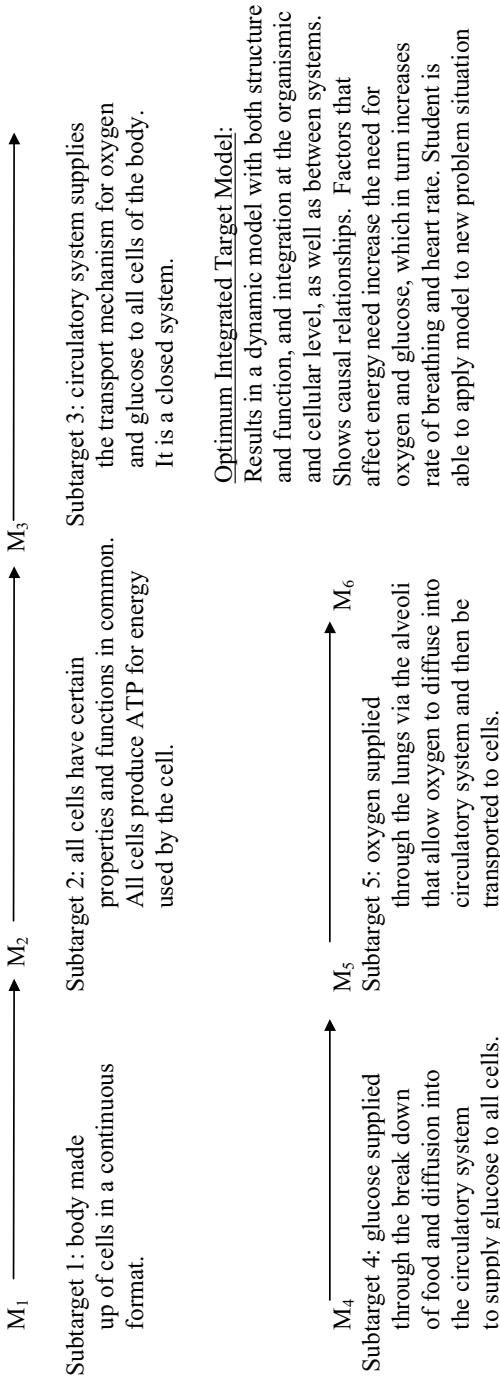 M1 M2 M3
Subtarget 1: body made
up of cells in a continuous
format.
Subtarget 2: all cells have certain
properties and functions in common.
All cells produce ATP for energy
used by the cell.
Subtarget 3: circulatory system supplies
the transport mechanism for oxygen
and glucose to all cells of the body.
It is a closed system.
M4 M5 M6
Subtarget 4: glucose supplied
through the break down
of food and diffusion into
the circulatory system
to supply glucose to all cells.
Subtarget 5: oxygen supplied
through the lungs via the alveoli
that allow oxygen to diffuse into
circulatory system and then be
transported to cells.
Optimum Integrated Target Model:
Results in a dynamic model with both structure
and function, and integration at the organismic
and cellular level, as well as between systems.
Shows causal relationships. Factors that
affect energy need increase the need for
oxygen and glucose, which in turn increases
rate of breathing and heart rate. Student is
able to apply model to new problem situation